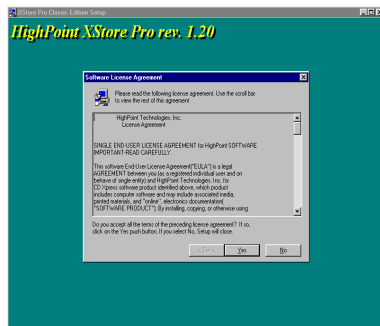 XStore Pro Classic Edition Setup
HighPoint XStore Pro rev. 1.20
Software License Agreement
Please read the following license agreement. Use the scroll bar
to view the rest of this agreement
HighPoint Technologies, Inc.
License Agreement
SINGLE END-USER LICENSE AGREEMENT FOR HighPoint SOFTWARE
IMPORTANT-READ CAREFULLY:
This software End-User License Agreement("EULA") is a legal
AGREEMENT between you (as a registered individual user and on
behave of single entity) and HighPoint Technologies, Inc. for
CD Xpress software product identified above, which product
includes computer software and may include associated media,
printed materials, and "online", electronics documentation(
"SOFTWARE PRODUCT"). By installing, copying, or otherwise using
Do you accept all the terms of the preceding license agreement? If so,
click on the Yes push button. If you select No, Setup will close.
< Back
Yes
No